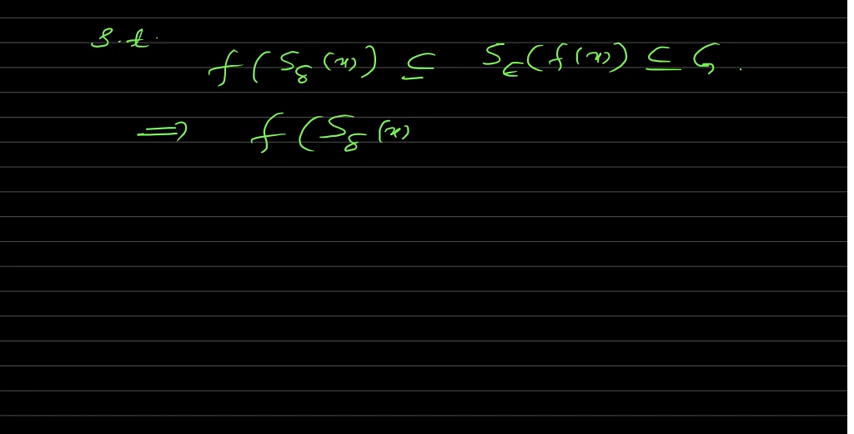 s.t.
f(S_δ(x)) ⊆ S_ε(f(x)) ⊆ G.
⇒ f(S_δ(x)